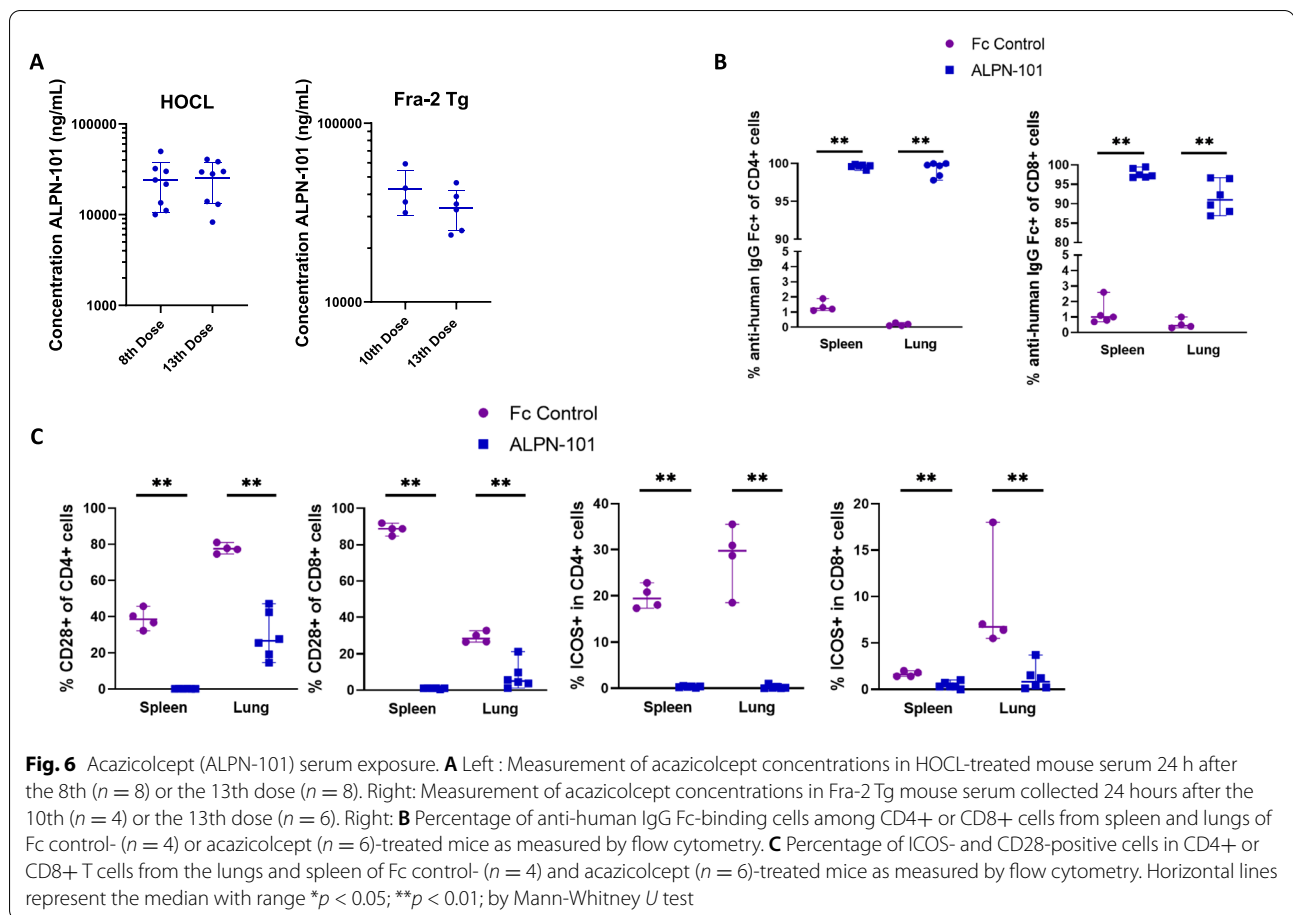 A
HOCL
Concentration ALPN-101 (ng/mL)
100000
10000
1000
8th Dose
13th Dose
Fra-2 Tg
Concentration ALPN-101 (ng/mL)
100000
10000
10th Dose
13th Dose
B
Fc Control
ALPN-101
% anti-human IgG Fc+ of CD4+ cells
** **
100
95
90
5
4
3
2
1
0
Spleen Lung
% anti-human IgG Fc+ of CD8+ cells
** **
100
95
90
85
80
5
4
3
2
1
0
Spleen Lung
C
Fc Control
ALPN-101
% CD28+ of CD4+ cells
** **
100
80
60
40
20
0
Spleen Lung
% CD28+ of CD8+ cells
** **
100
80
60
40
20
0
Spleen Lung
% ICOS+ in CD4+ cells
** **
40
30
20
10
0
Spleen Lung
% ICOS+ in CD8+ cells
** **
20
15
10
5
0
Spleen Lung
Fig. 6 Acazicolcept (ALPN-101) serum exposure. A Left : Measurement of acazicolcept concentrations in HOCL-treated mouse serum 24 h after
the 8th (n = 8) or the 13th dose (n = 8). Right: Measurement of acazicolcept concentrations in Fra-2 Tg mouse serum collected 24 hours after the
10th (n = 4) or the 13th dose (n = 6). Right: B Percentage of anti-human IgG Fc-binding cells among CD4+ or CD8+ cells from spleen and lungs of
Fc control- (n = 4) or acazicolcept (n = 6)-treated mice as measured by flow cytometry. C Percentage of ICOS- and CD28-positive cells in CD4+ or
CD8+ T cells from the lungs and spleen of Fc control- (n = 4) and acazicolcept (n = 6)-treated mice as measured by flow cytometry. Horizontal lines
represent the median with range *p < 0.05; **p < 0.01; by Mann-Whitney U test